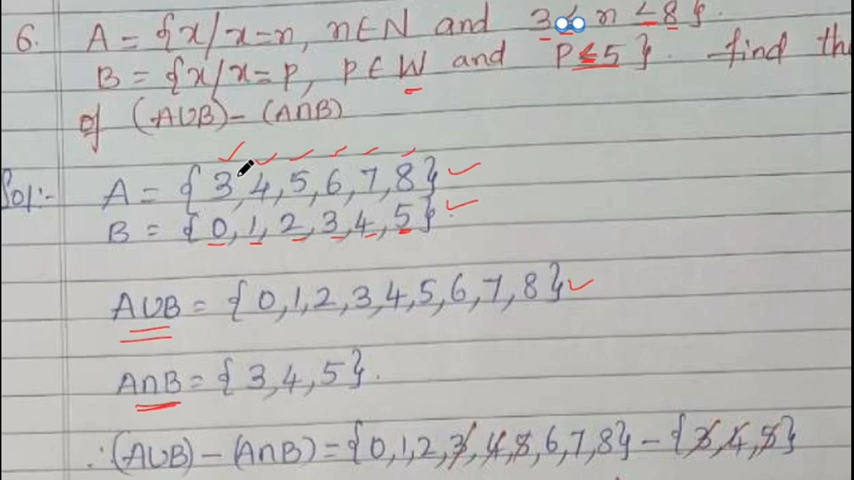 6. A = {x/x=n, n∈N and 3 ≤ n ≤ 8}.
B = {x/x=p, p∈W and P ≤ 5}. find the
of (A∪B) - (A∩B)
Sol:- A = {3,4,5,6,7,8}
B = {0,1,2,3,4,5}.
A∪B = {0,1,2,3,4,5,6,7,8}
A∩B = {3,4,5}.
∴ (A∪B) - (A∩B) = {0,1,2,3,4,5,6,7,8} - {3,4,5}